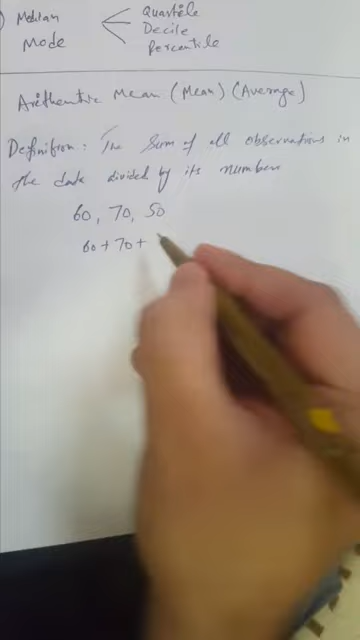 ) Median
Mode
Quartile
Decile
Percentile
Arithmetic Mean (Mean) (Average)
Definition: The Sum of all observations in
the data divided by its numbers
60, 70, 50
60 + 70 +